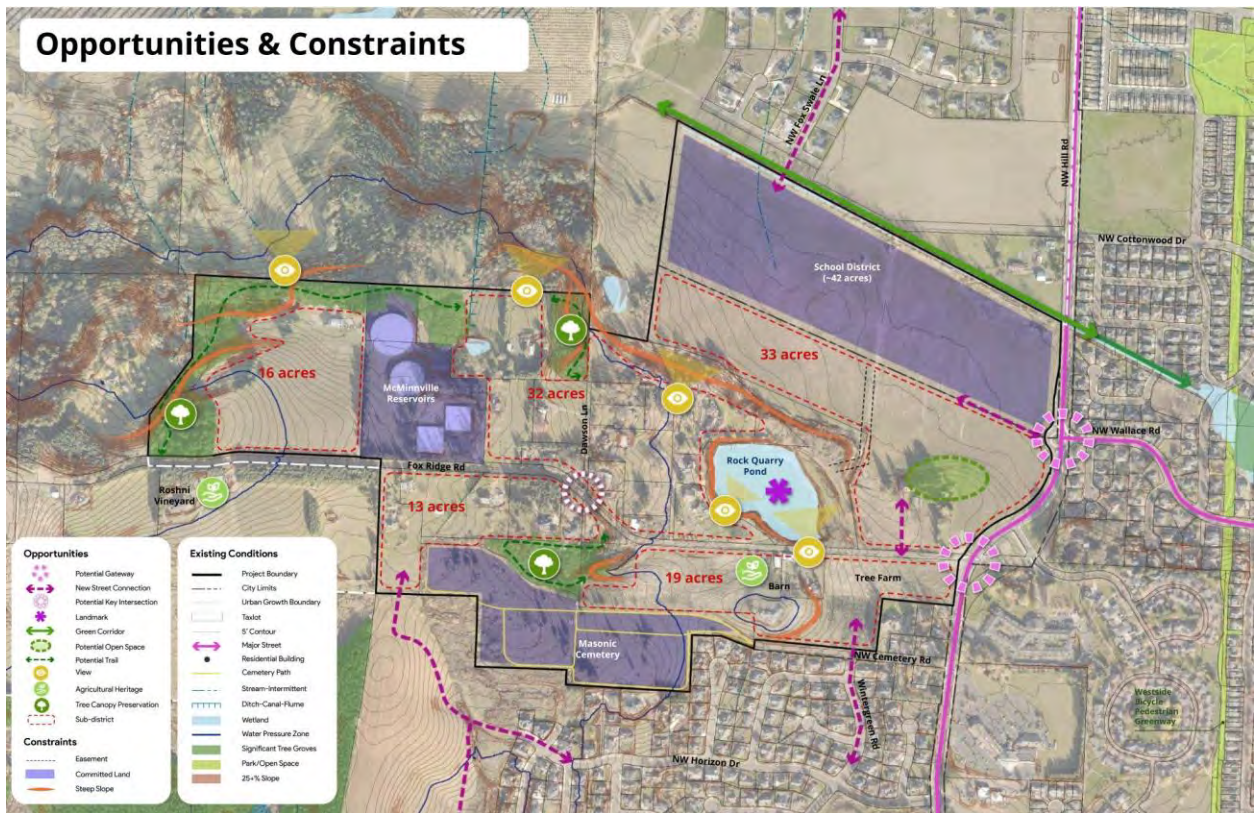 Opportunities & Constraints
NW Fox Swale Ln
NW Hill Rd
NW Cottonwood Dr
School District
(~42 acres)
33 acres
16 acres
McMinnville
Reservoirs
32 acres
Dawson Ln
NW Wallace Rd
Fox Ridge Rd
Rock Quarry
Pond
Roshni
Vineyard
13 acres
19 acres
Barn
Tree Farm
Masonic
Cemetery
NW Cemetery Rd
Wintergreen Rd
NW Horizon Dr
Westside
Bicycle
Pedestrian
Greenway
Opportunities
Potential Gateway
New Street Connection
Potential Key Intersection
Landmark
Green Corridor
Potential Open Space
Potential Trail
View
Agricultural Heritage
Tree Canopy Preservation
Sub-district
Constraints
Easement
Committed Land
Steep Slope
Existing Conditions
Project Boundary
City Limits
Urban Growth Boundary
Taxlot
5' Contour
Major Street
Residential Building
Cemetery Path
Stream-Intermittent
Ditch-Canal-Flume
Wetland
Water Pressure Zone
Significant Tree Groves
Park/Open Space
25+% Slope